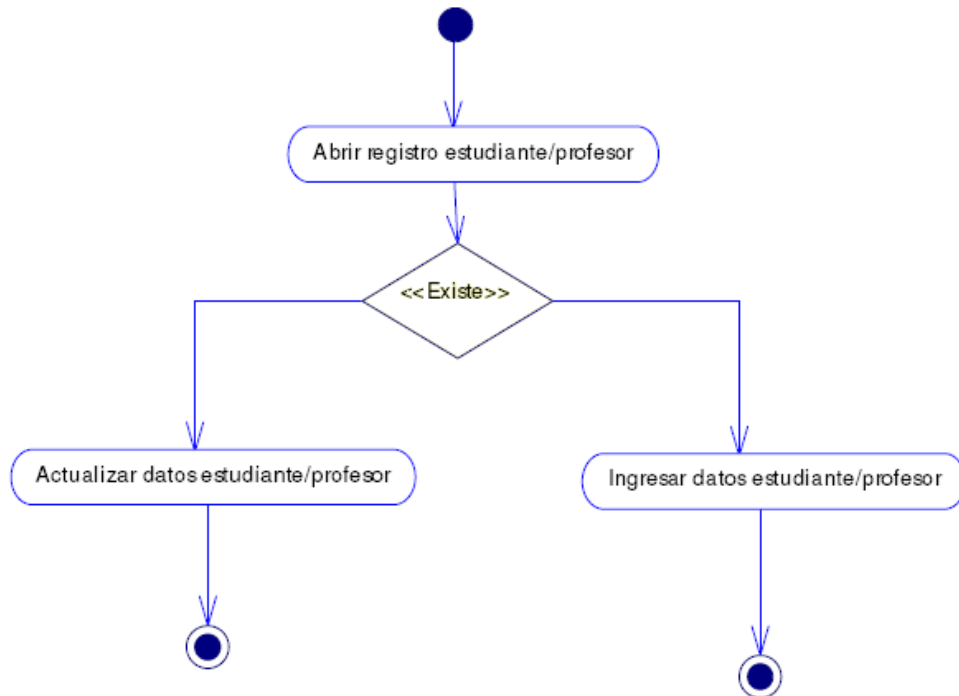 Abrir registro estudiante/profesor
<<Existe>>
Actualizar datos estudiante/profesor
Ingresar datos estudiante/profesor